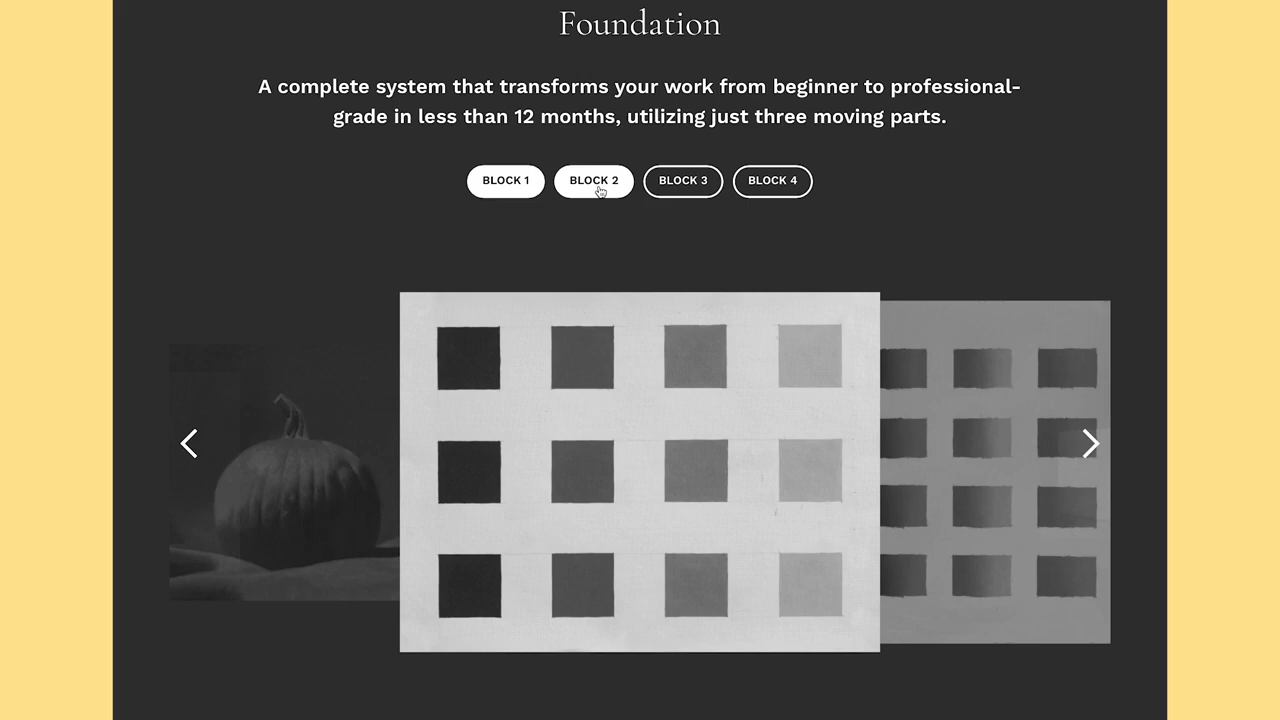 Foundation
A complete system that transforms your work from beginner to professional-
grade in less than 12 months, utilizing just three moving parts.
BLOCK 1 BLOCK 2 BLOCK 3 BLOCK 4